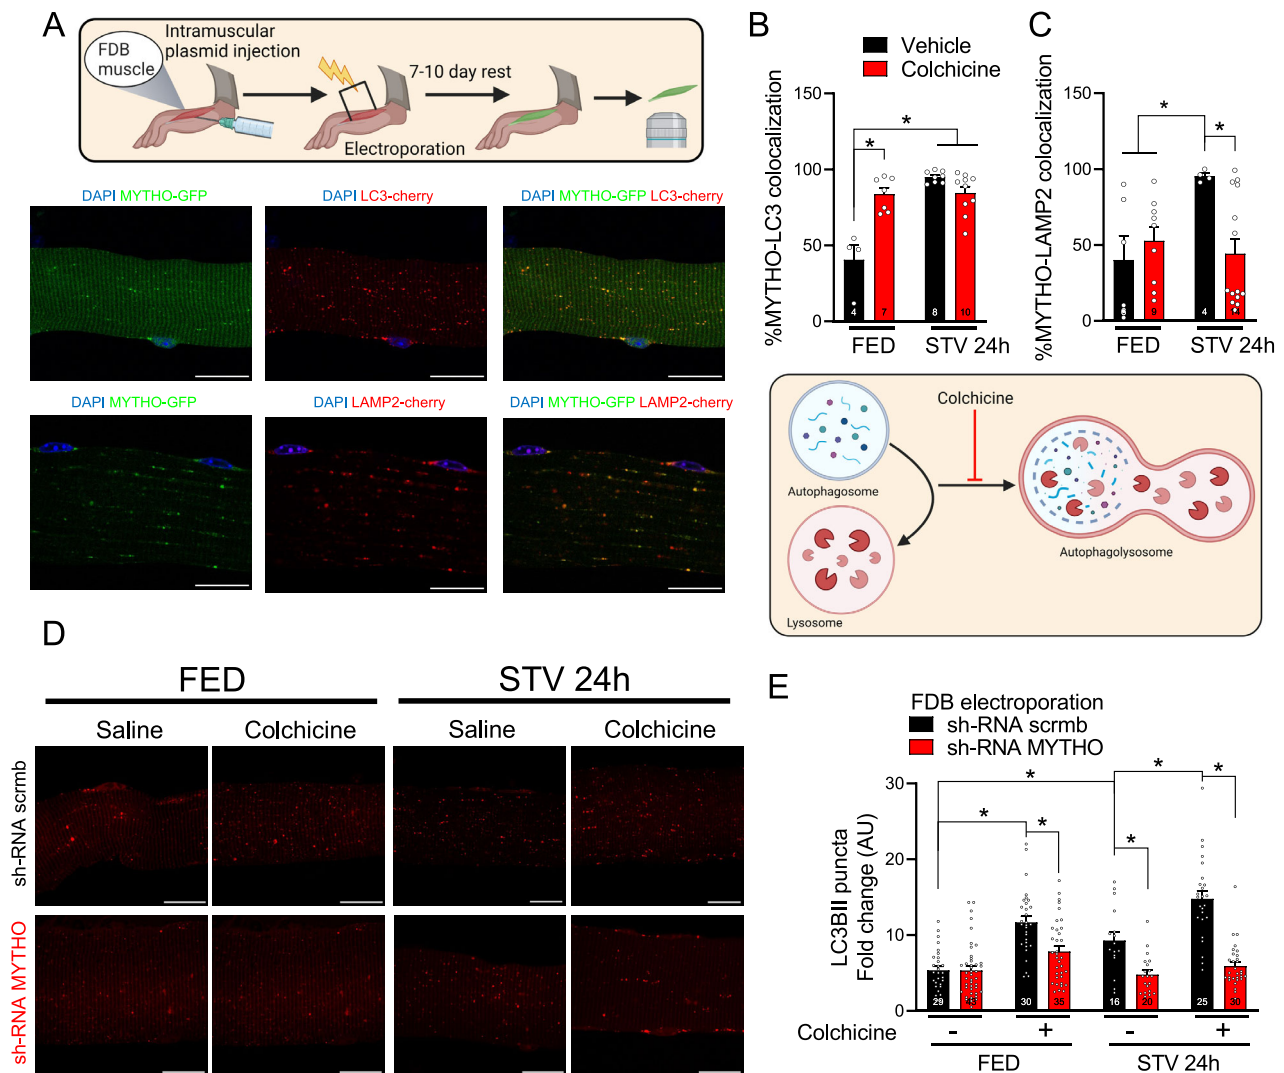 A
FDB
muscle
Intramuscular
plasmid injection
7-10 day rest
Electroporation
DAPI MYTHO-GFP
DAPI LC3-cherry
DAPI MYTHO-GFP LC3-cherry
DAPI MYTHO-GFP
DAPI LAMP2-cherry
DAPI MYTHO-GFP LAMP2-cherry
B
Vehicle
Colchicine
%MYTHO-LC3 colocalization
150
100
50
0
*
*
4
7
8
10
FED
STV 24h
C
%MYTHO-LAMP2 colocalization
150
100
50
0
*
*
9
4
FED
STV 24h
Colchicine
Autophagosome
Lysosome
Autophagolysosome
D
FED
STV 24h
Saline
Colchicine
Saline
Colchicine
sh-RNA scrmb
sh-RNA MYTHO
E
FDB electroporation
sh-RNA scrmb
sh-RNA MYTHO
LC3BII puncta
Fold change (AU)
30
20
10
0
*
*
*
*
*
*
29
30
35
16
20
25
30
Colchicine
-
+
-
+
FED
STV 24h